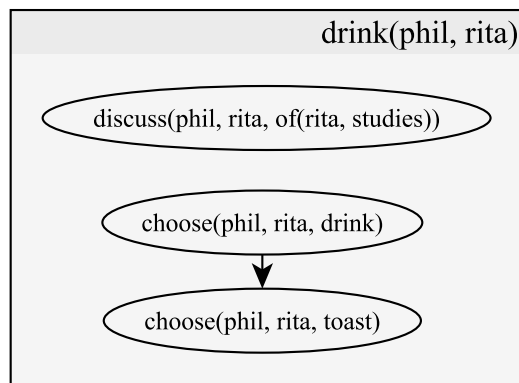 drink(phil, rita)
discuss(phil, rita, of(rita, studies))
choose(phil, rita, drink)
choose(phil, rita, toast)